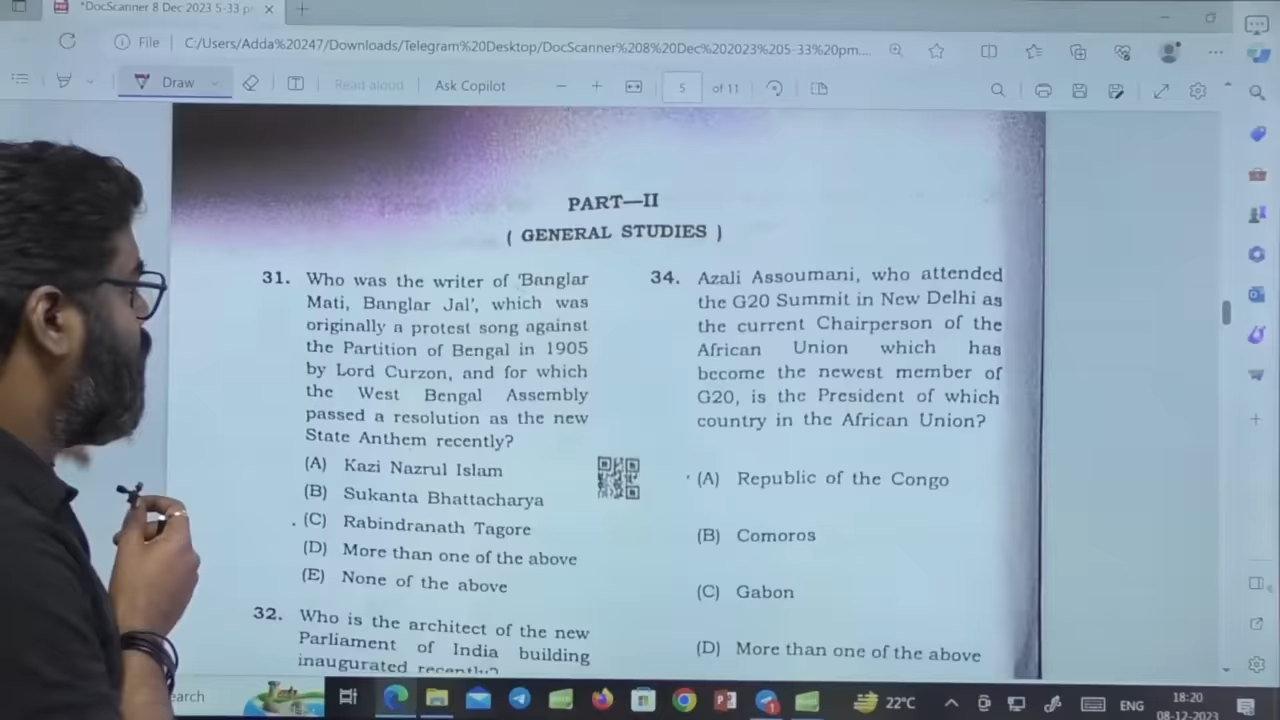 *DocScanner 8 Dec 2023 5-33 p
File
C:/Users/Adda%20247/Downloads/Telegram%20Desktop/DocScanner%208%20Dec%202023%205-33%20pm...
Draw
Read aloud
Ask Copilot
5
of 11
PART—II
( GENERAL STUDIES )
31. Who was the writer of 'Banglar
Mati, Banglar Jal', which was
originally a protest song against
the Partition of Bengal in 1905
by Lord Curzon, and for which
the West Bengal Assembly
passed a resolution as the new
State Anthem recently?
(A) Kazi Nazrul Islam
(B) Sukanta Bhattacharya
(C) Rabindranath Tagore
(D) More than one of the above
(E) None of the above
32. Who is the architect of the new
Parliament of India building
inaugurated recently?
34. Azali Assoumani, who attended
the G20 Summit in New Delhi as
the current Chairperson of the
African Union which has
become the newest member of
G20, is the President of which
country in the African Union?
(A) Republic of the Congo
(B) Comoros
(C) Gabon
(D) More than one of the above
earch
22°C
ENG
18:20
08-12-2023